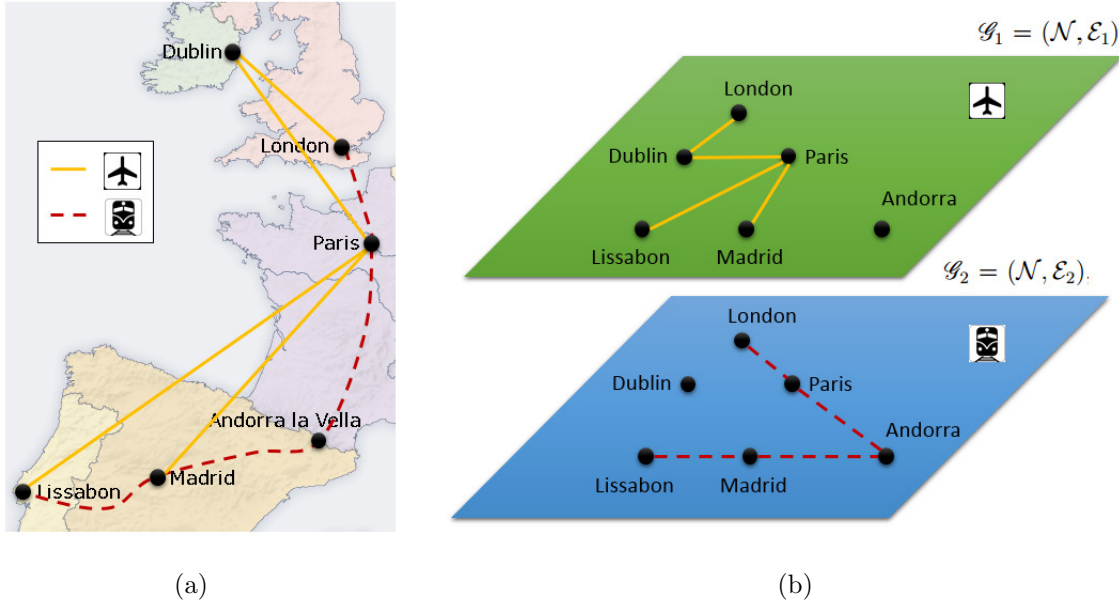 Dublin
London
Paris
Andorra la Vella
Madrid
Lissabon
(a)
𝒢₁ = (𝒩, ℰ₁)
London
Dublin
Paris
Andorra
Lissabon
Madrid
𝒢₂ = (𝒩, ℰ₂)
London
Dublin
Paris
Andorra
Lissabon
Madrid
(b)